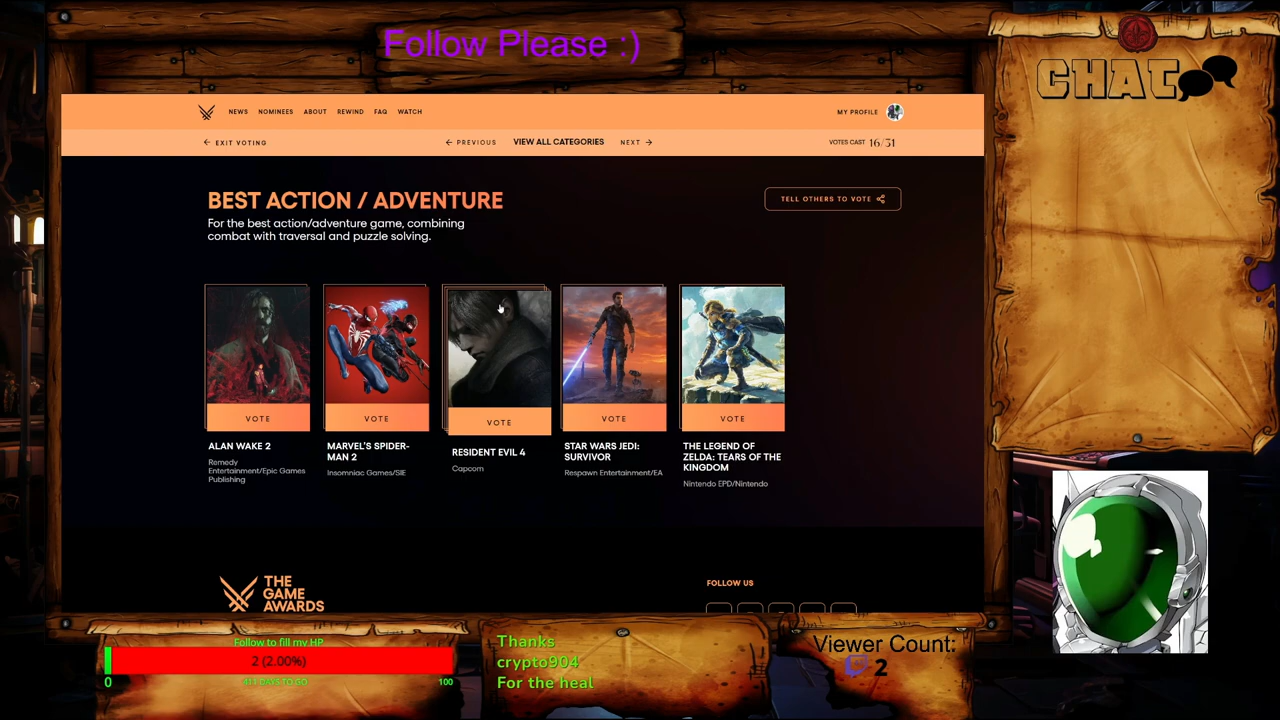 Follow Please :)
CHAT
NEWS NOMINEES ABOUT REWIND FAQ WATCH
MY PROFILE
← EXIT VOTING
← PREVIOUS VIEW ALL CATEGORIES NEXT →
VOTES CAST 16/31
BEST ACTION / ADVENTURE
TELL OTHERS TO VOTE
For the best action/adventure game, combining
combat with traversal and puzzle solving.
VOTE
ALAN WAKE 2
Remedy
Entertainment/Epic Games
Publishing
VOTE
MARVEL'S SPIDER-
MAN 2
Insomniac Games/SIE
VOTE
RESIDENT EVIL 4
Capcom
VOTE
STAR WARS JEDI:
SURVIVOR
Respawn Entertainment/EA
VOTE
THE LEGEND OF
ZELDA: TEARS OF THE
KINGDOM
Nintendo EPD/Nintendo
THE
GAME
AWARDS
FOLLOW US
Follow to fill my HP
2 (2.00%)
0 DAYS TO GO 100
Thanks
crypto904
For the heal
Viewer Count:
2